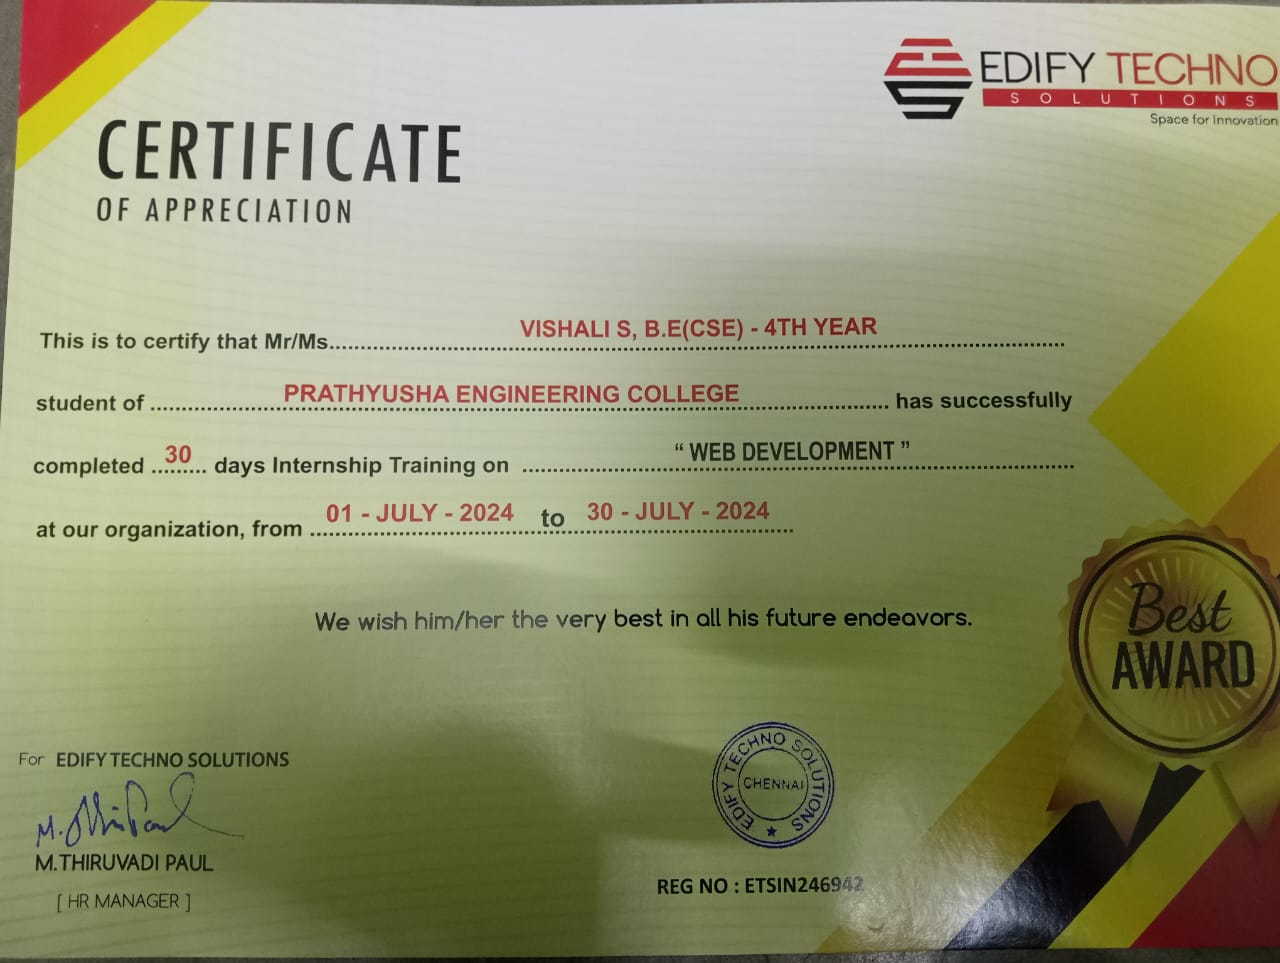 EDIFY TECHNO
SOLUTIONS
Space for Innovation
CERTIFICATE
OF APPRECIATION
This is to certify that Mr/Ms. VISHALI S, B.E(CSE) - 4TH YEAR
student of PRATHYUSHA ENGINEERING COLLEGE has successfully
completed 30 days Internship Training on “ WEB DEVELOPMENT ”
at our organization, from 01 - JULY - 2024 to 30 - JULY - 2024
We wish him/her the very best in all his future endeavors.
Best
AWARD
For EDIFY TECHNO SOLUTIONS
M. Thiru Paul
M.THIRUVADI PAUL
[ HR MANAGER ]
EDIFY TECHNO SOLUTIONS
CHENNAI
REG NO : ETSIN246942